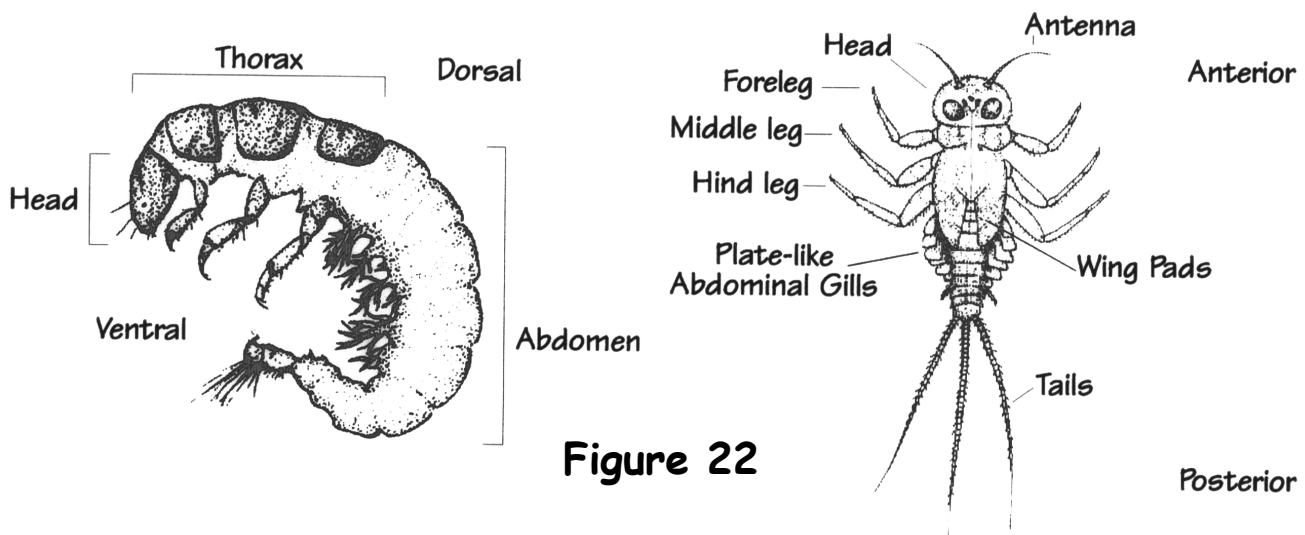 Thorax
Dorsal
Head
Ventral
Abdomen
Figure 22
Antenna
Head
Anterior
Foreleg
Middle leg
Hind leg
Plate-like
Abdominal Gills
Wing Pads
Tails
Posterior